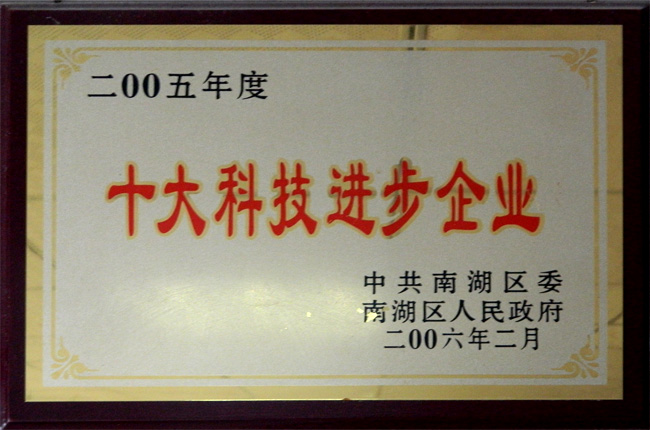 二00五年度
十大科技进步企业
中共南湖区委
南湖区人民政府
二00六年二月